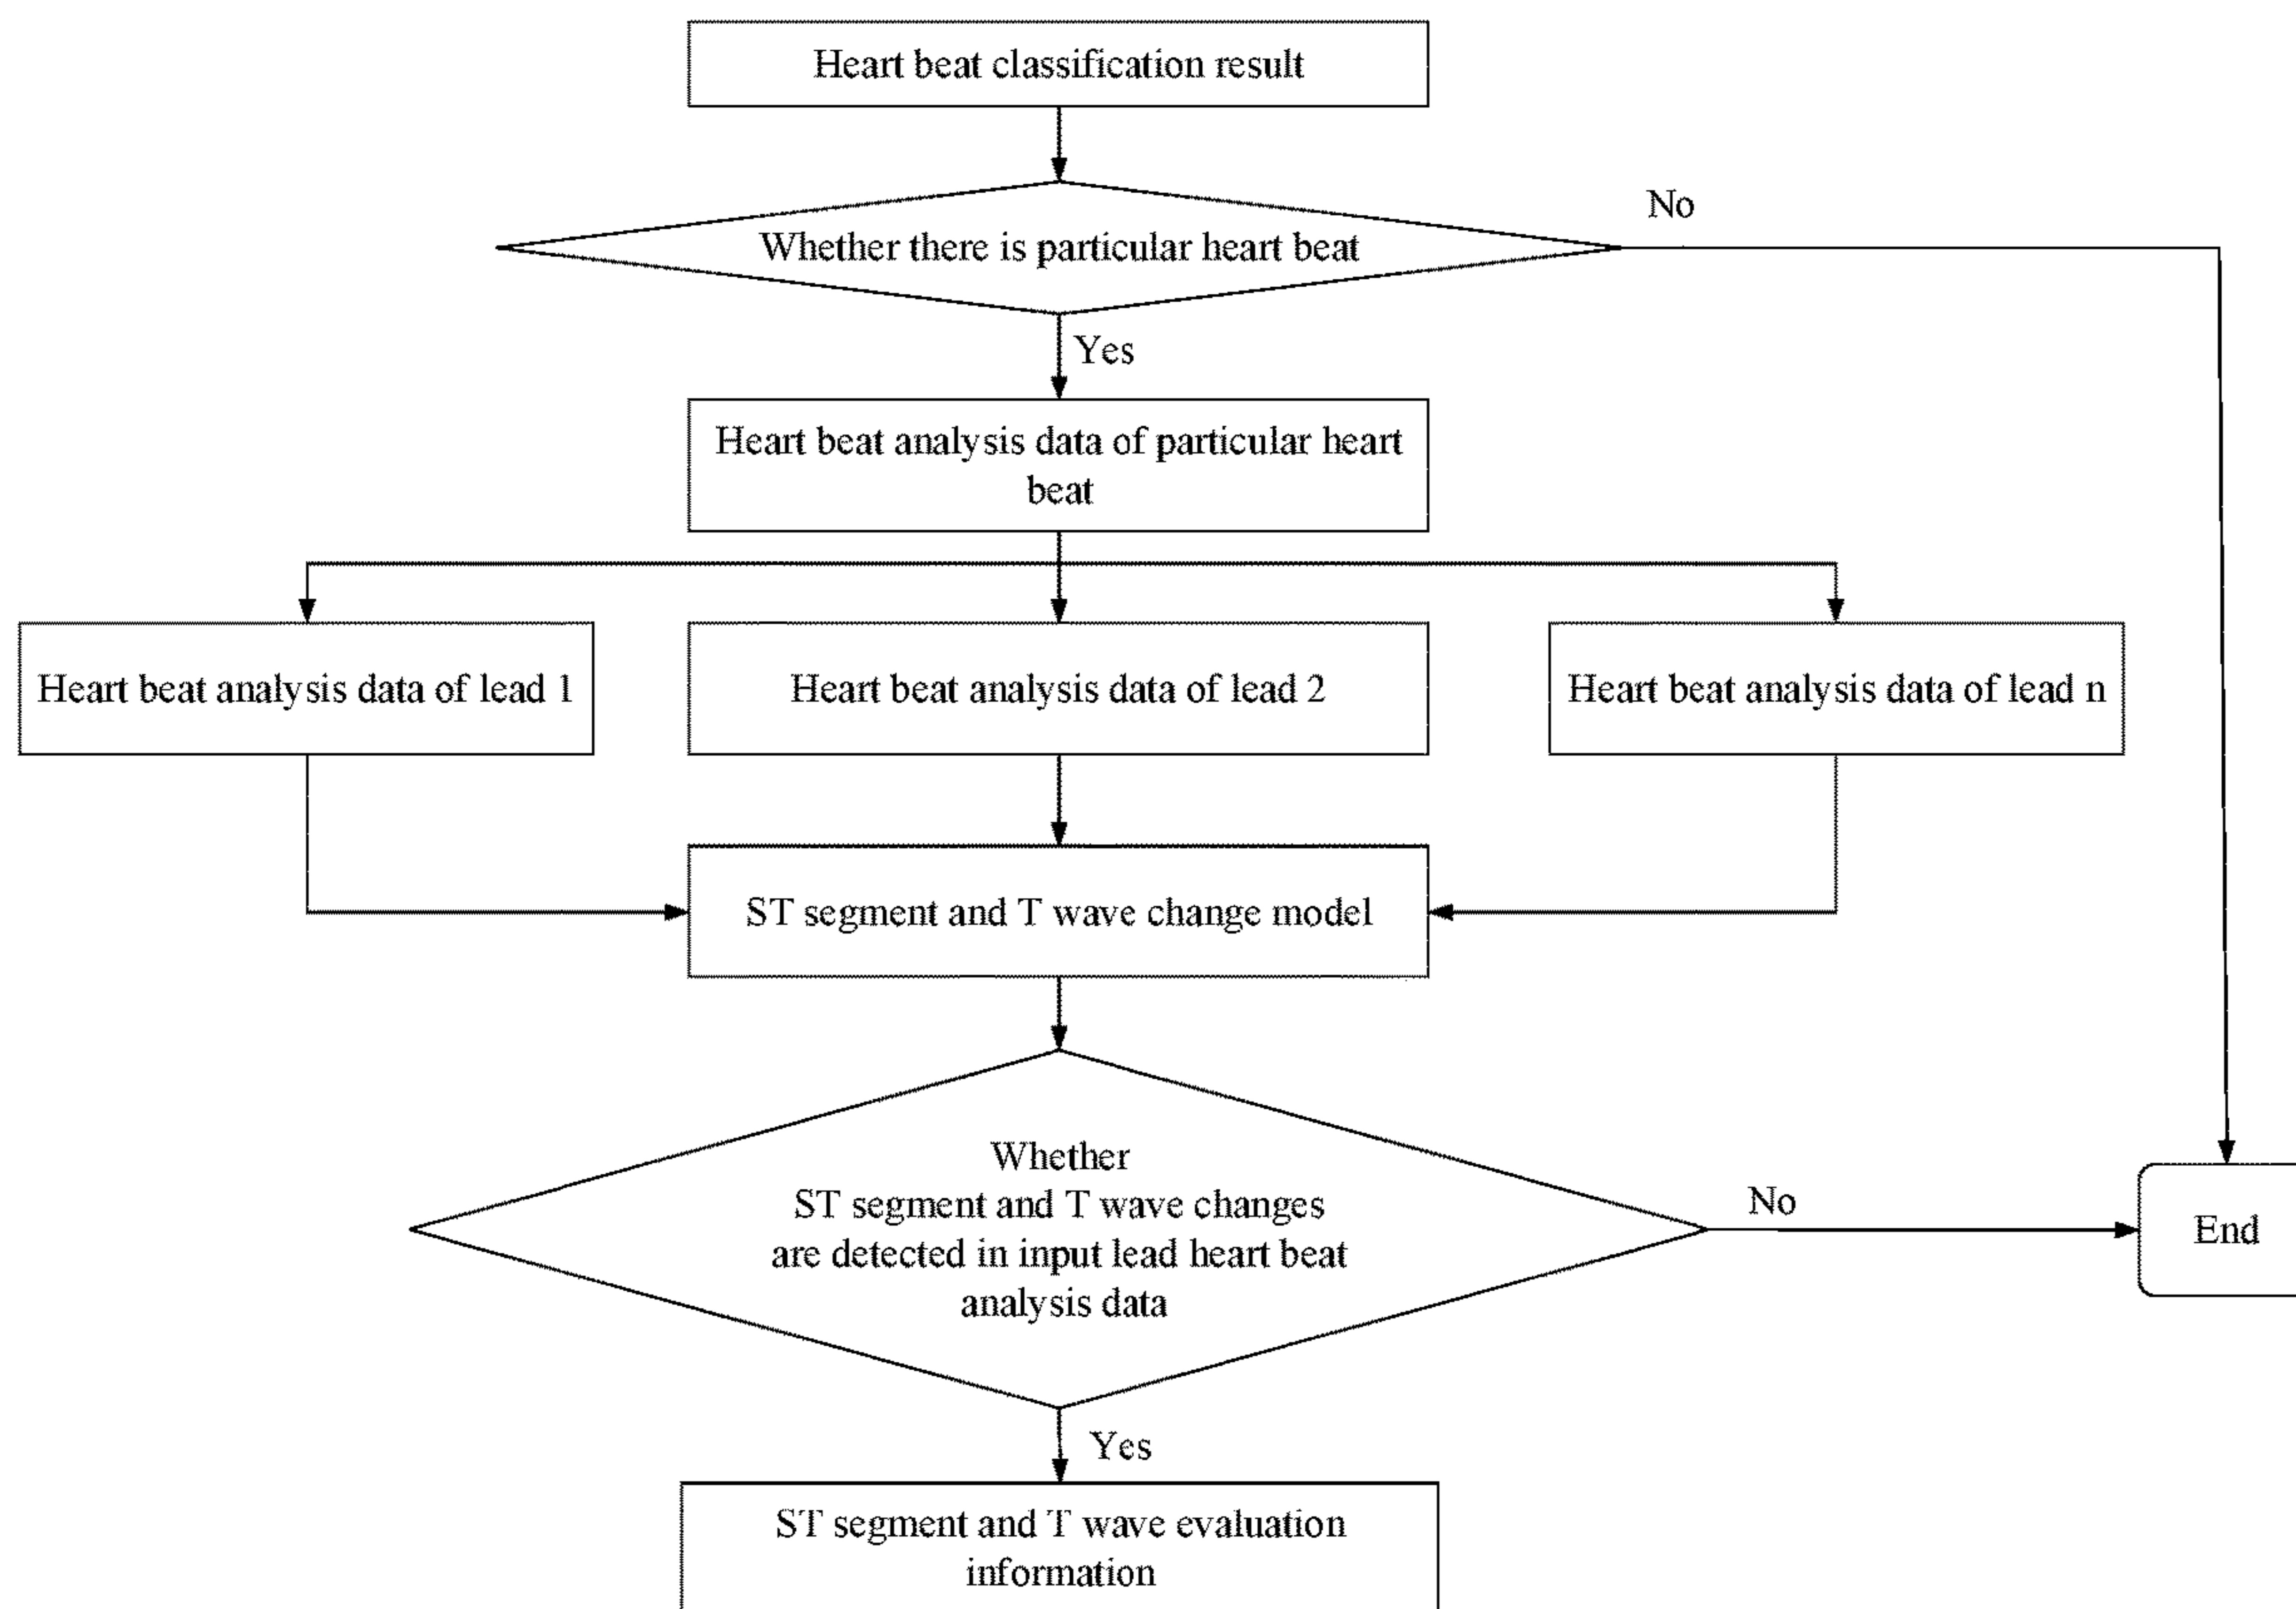 Heart beat classification result
No
Whether there is particular heart beat
Yes
Heart beat analysis data of particular heart
beat
Heart beat analysis data of lead 1
Heart beat analysis data of lead 2
Heart beat analysis data of lead n
ST segment and T wave change model
Whether
ST segment and T wave changes
are detected in input lead heart beat
analysis data
No
End
Yes
ST segment and T wave evaluation
information